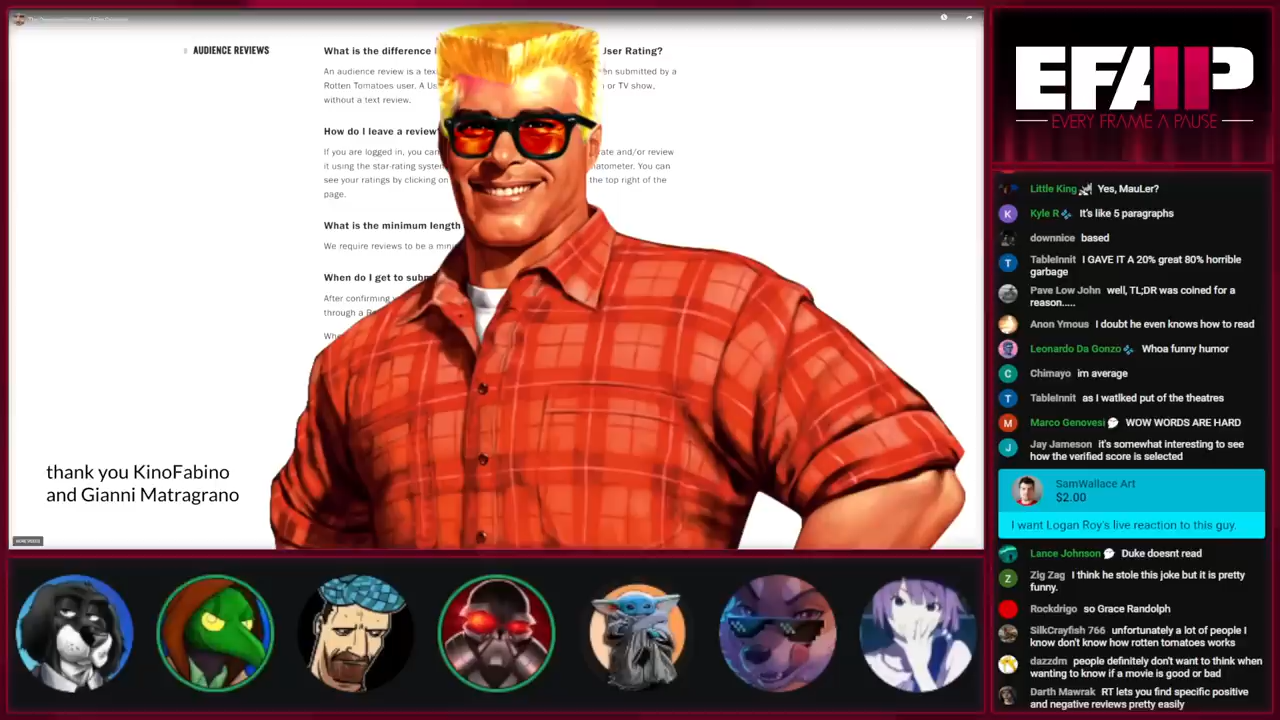 AUDIENCE REVIEWS
What is the difference
User Rating?
An audience review is a
en submitted by a
Rotten Tomatoes user. A
or TV show,
without a text review.
How do I leave a review
If you are logged in, you can
rate and/or review
it using the star-rating system
see your ratings by clicking on
the top right of the
page.
What is the minimum length
We require reviews to be a
When do I get to
After confirming
through a
thank you KinoFabino
and Gianni Matragrano
EFAP
EVERY FRAME A PAUSE
Little King Yes, MauLer?
Kyle R It's like 5 paragraphs
downnice based
TableInnit I GAVE IT A 20% great 80% horrible
garbage
Pave Low John well, TL;DR was coined for a
reason.....
Anon Ymous I doubt he even knows how to read
Leonardo Da Gonzo Whoa funny humor
Chimayo im average
TableInnit as I watlked put of the theatres
Marco Genovesi WOW WORDS ARE HARD
Jay Jameson it's somewhat interesting to see
how the verified score is selected
SamWallace Art
$2.00
I want Logan Roy's live reaction to this guy.
Lance Johnson Duke doesnt read
Zig Zag I think he stole this joke but it is pretty
funny.
Rockdrigo so Grace Randolph
SilkCrayfish 766 unfortunately a lot of people I
know don't know how rotten tomatoes works
dazzdm people definitely don't want to think when
wanting to know if a movie is good or bad
Darth Mawrak RT lets you find specific positive
and negative reviews pretty easily